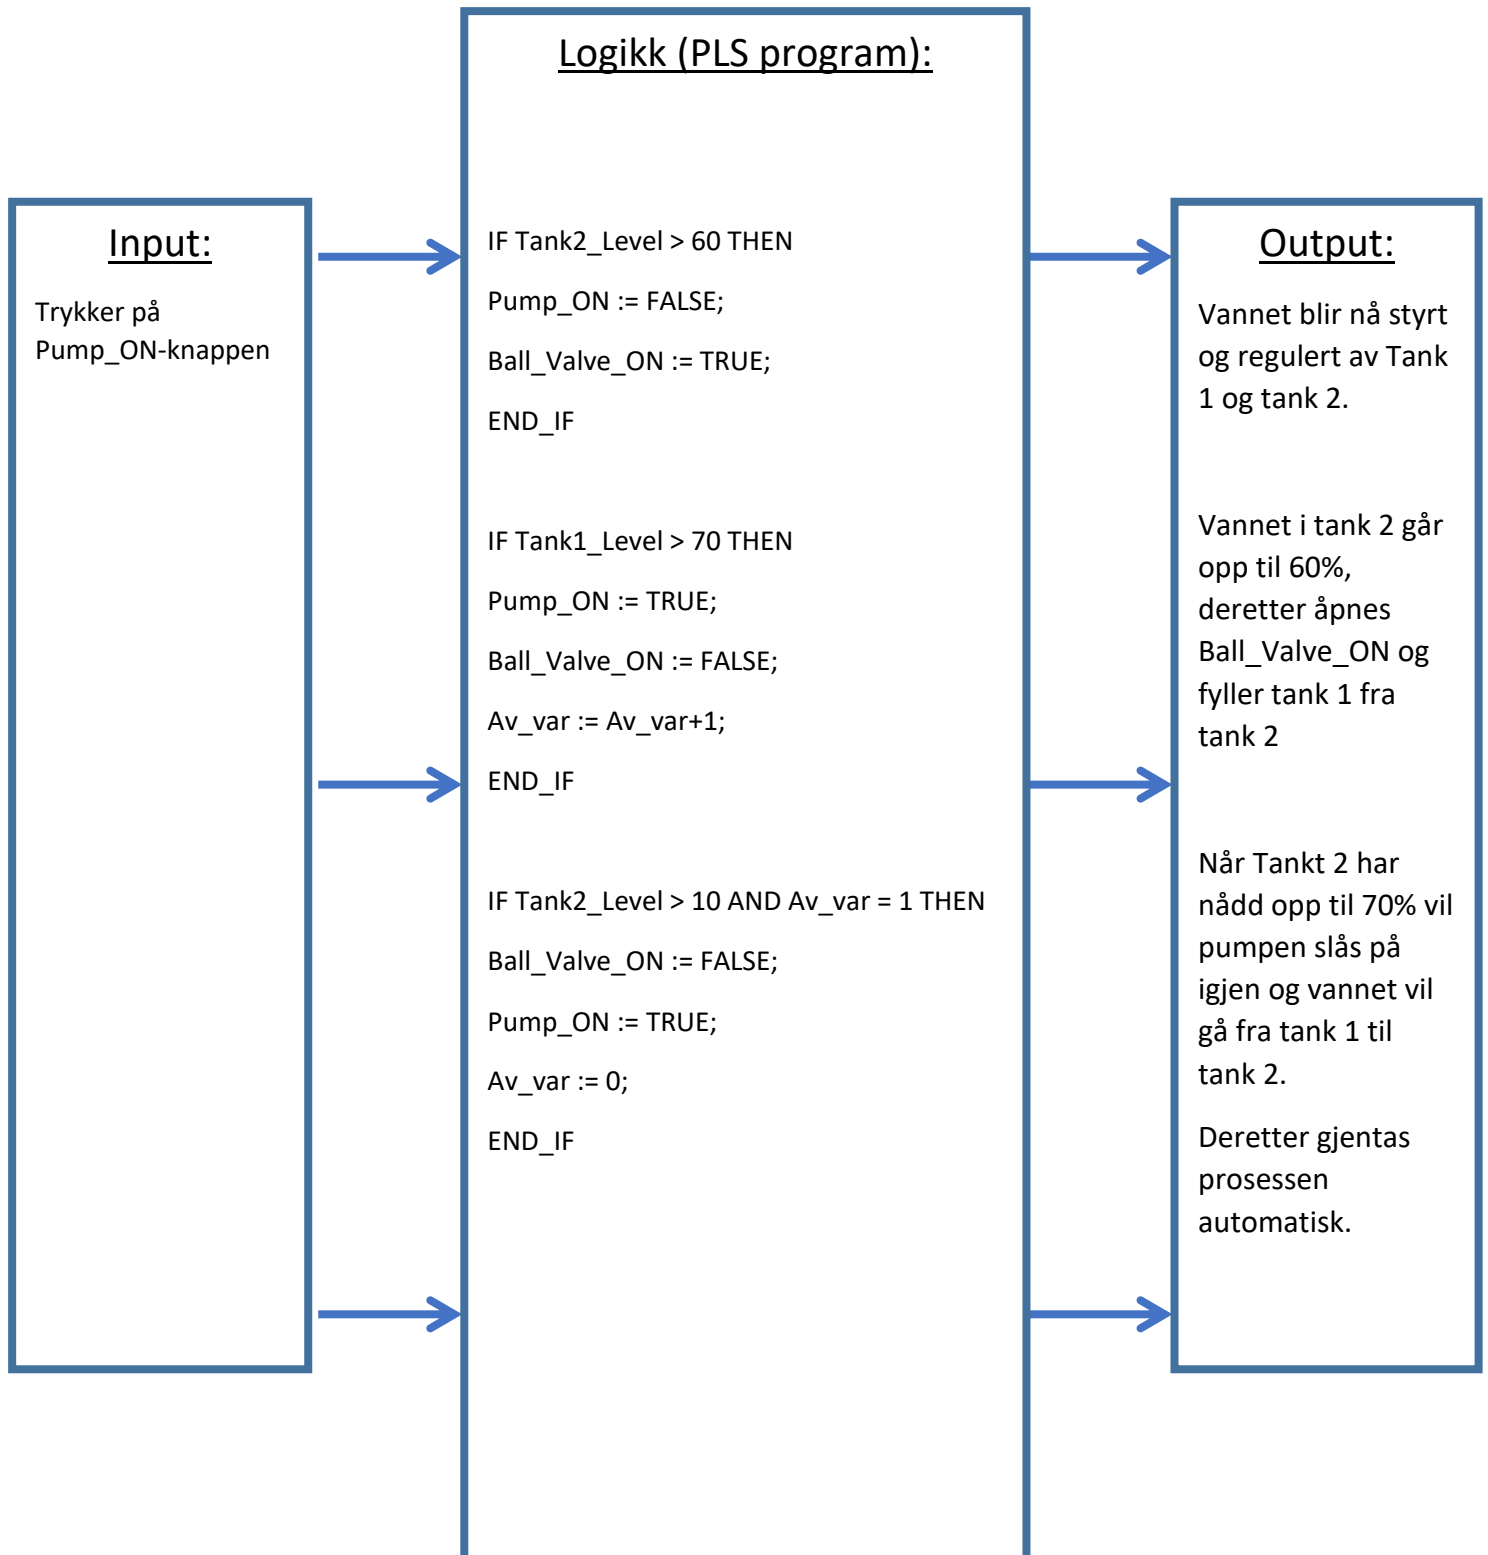 Logikk (PLS program):
Input:
Trykker på
Pump_ON-knappen
IF Tank2_Level > 60 THEN
Pump_ON := FALSE;
Ball_Valve_ON := TRUE;
END_IF
IF Tank1_Level > 70 THEN
Pump_ON := TRUE;
Ball_Valve_ON := FALSE;
Av_var := Av_var+1;
END_IF
IF Tank2_Level > 10 AND Av_var = 1 THEN
Ball_Valve_ON := FALSE;
Pump_ON := TRUE;
Av_var := 0;
END_IF
Output:
Vannet blir nå styrt
og regulert av Tank
1 og tank 2.
Vannet i tank 2 går
opp til 60%,
deretter åpnes
Ball_Valve_ON og
fyller tank 1 fra
tank 2
Når Tankt 2 har
nådd opp til 70% vil
pumpen slås på
igjen og vannet vil
gå fra tank 1 til
tank 2.
Deretter gjentas
prosessen
automatisk.